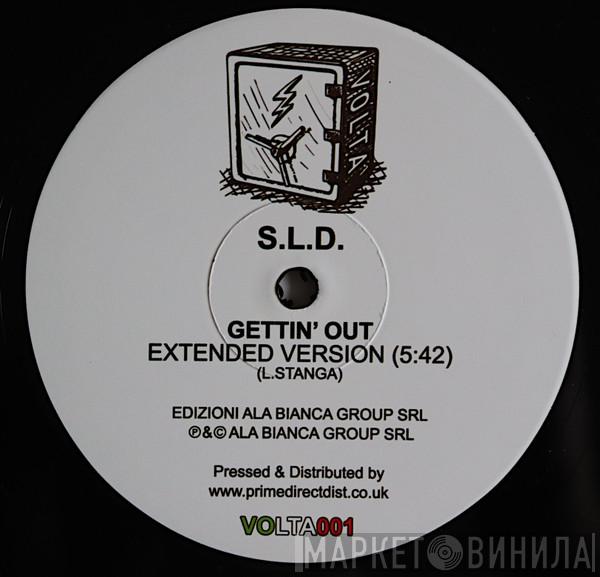 VOLTA
S.L.D.
GETTIN' OUT
EXTENDED VERSION (5:42)
(L.STANGA)
EDIZIONI ALA BIANCA GROUP SRL
℗&© ALA BIANCA GROUP SRL
Pressed & Distributed by
www.primedirectdist.co.uk
VOLTA001
МАРКЕТ ВИНИЛА